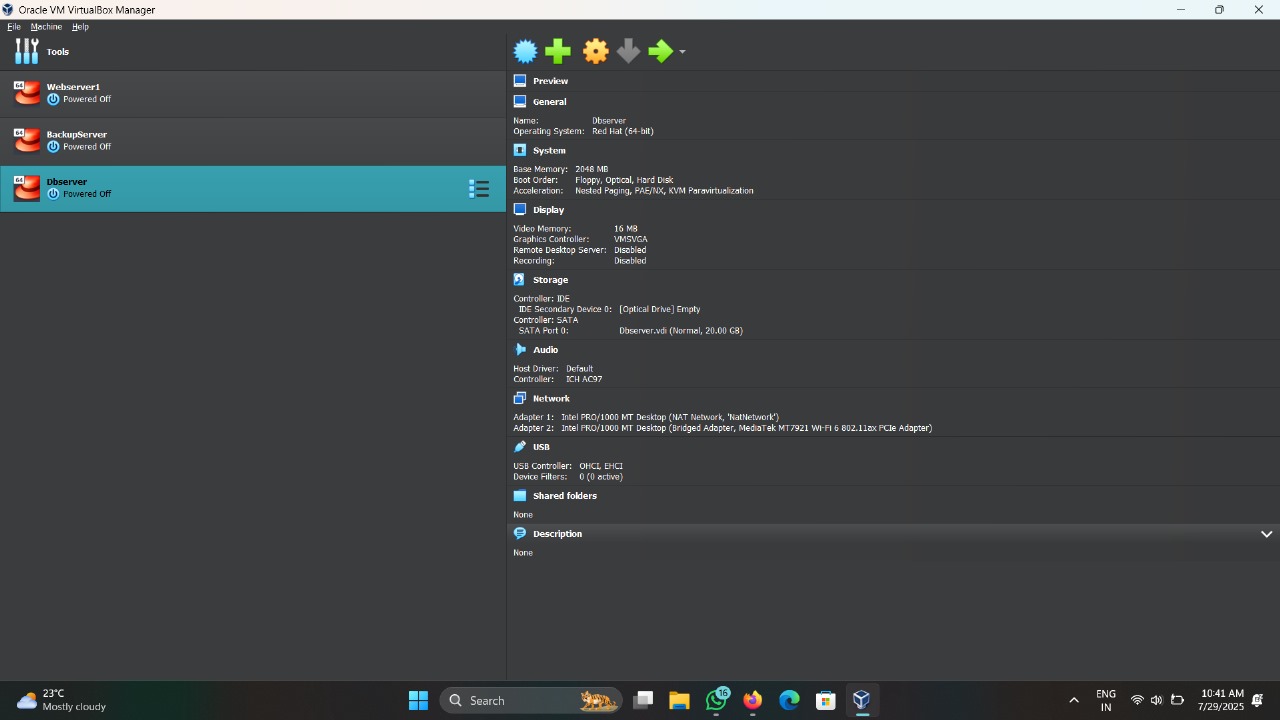 Oracle VM VirtualBox Manager
File Machine Help
Tools
64
Webserver1
Powered Off
64
BackupServer
Powered Off
64
Dbserver
Powered Off
Preview
General
Name: Dbserver
Operating System: Red Hat (64-bit)
System
Base Memory: 2048 MB
Boot Order: Floppy, Optical, Hard Disk
Acceleration: Nested Paging, PAE/NX, KVM Paravirtualization
Display
Video Memory: 16 MB
Graphics Controller: VMSVGA
Remote Desktop Server: Disabled
Recording: Disabled
Storage
Controller: IDE
IDE Secondary Device 0: [Optical Drive] Empty
Controller: SATA
SATA Port 0: Dbserver.vdi (Normal, 20.00 GB)
Audio
Host Driver: Default
Controller: ICH AC97
Network
Adapter 1: Intel PRO/1000 MT Desktop (NAT Network, 'NatNetwork')
Adapter 2: Intel PRO/1000 MT Desktop (Bridged Adapter, MediaTek MT7921 Wi-Fi 6 802.11ax PCIe Adapter)
USB
USB Controller: OHCI, EHCI
Device Filters: 0 (0 active)
Shared folders
None
Description
None
23°C
Mostly cloudy
Search
16
ENG
IN
10:41 AM
7/29/2025